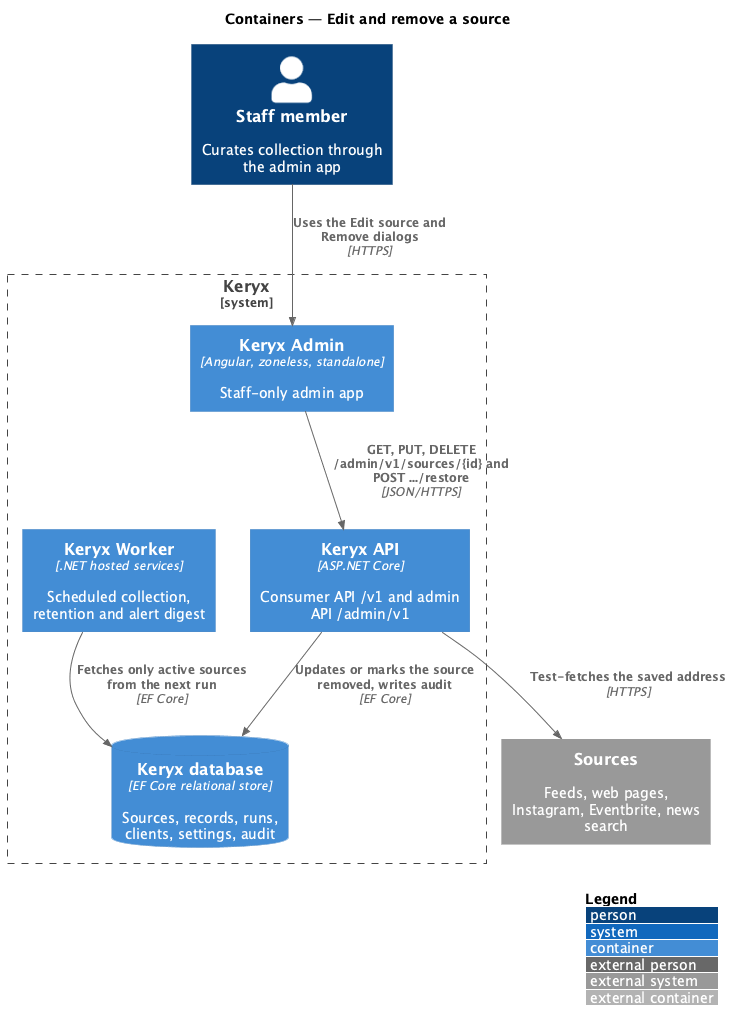 Containers — Edit and remove a source
Staff member
Curates collection through
the admin app
Uses the Edit source and
Remove dialogs
[HTTPS]
Keryx
[system]
Keryx Admin
[Angular, zoneless, standalone]
Staff-only admin app
GET, PUT, DELETE
/admin/v1/sources/{id} and
POST .../restore
[JSON/HTTPS]
Keryx Worker
[.NET hosted services]
Scheduled collection,
retention and alert digest
Keryx API
[ASP.NET Core]
Consumer API /v1 and admin
API /admin/v1
Fetches only active sources
from the next run
[EF Core]
Updates or marks the source
removed, writes audit
[EF Core]
Test-fetches the saved address
[HTTPS]
Keryx database
[EF Core relational store]
Sources, records, runs,
clients, settings, audit
Sources
Feeds, web pages,
Instagram, Eventbrite, news
search
Legend
person
system
container
external person
external system
external container